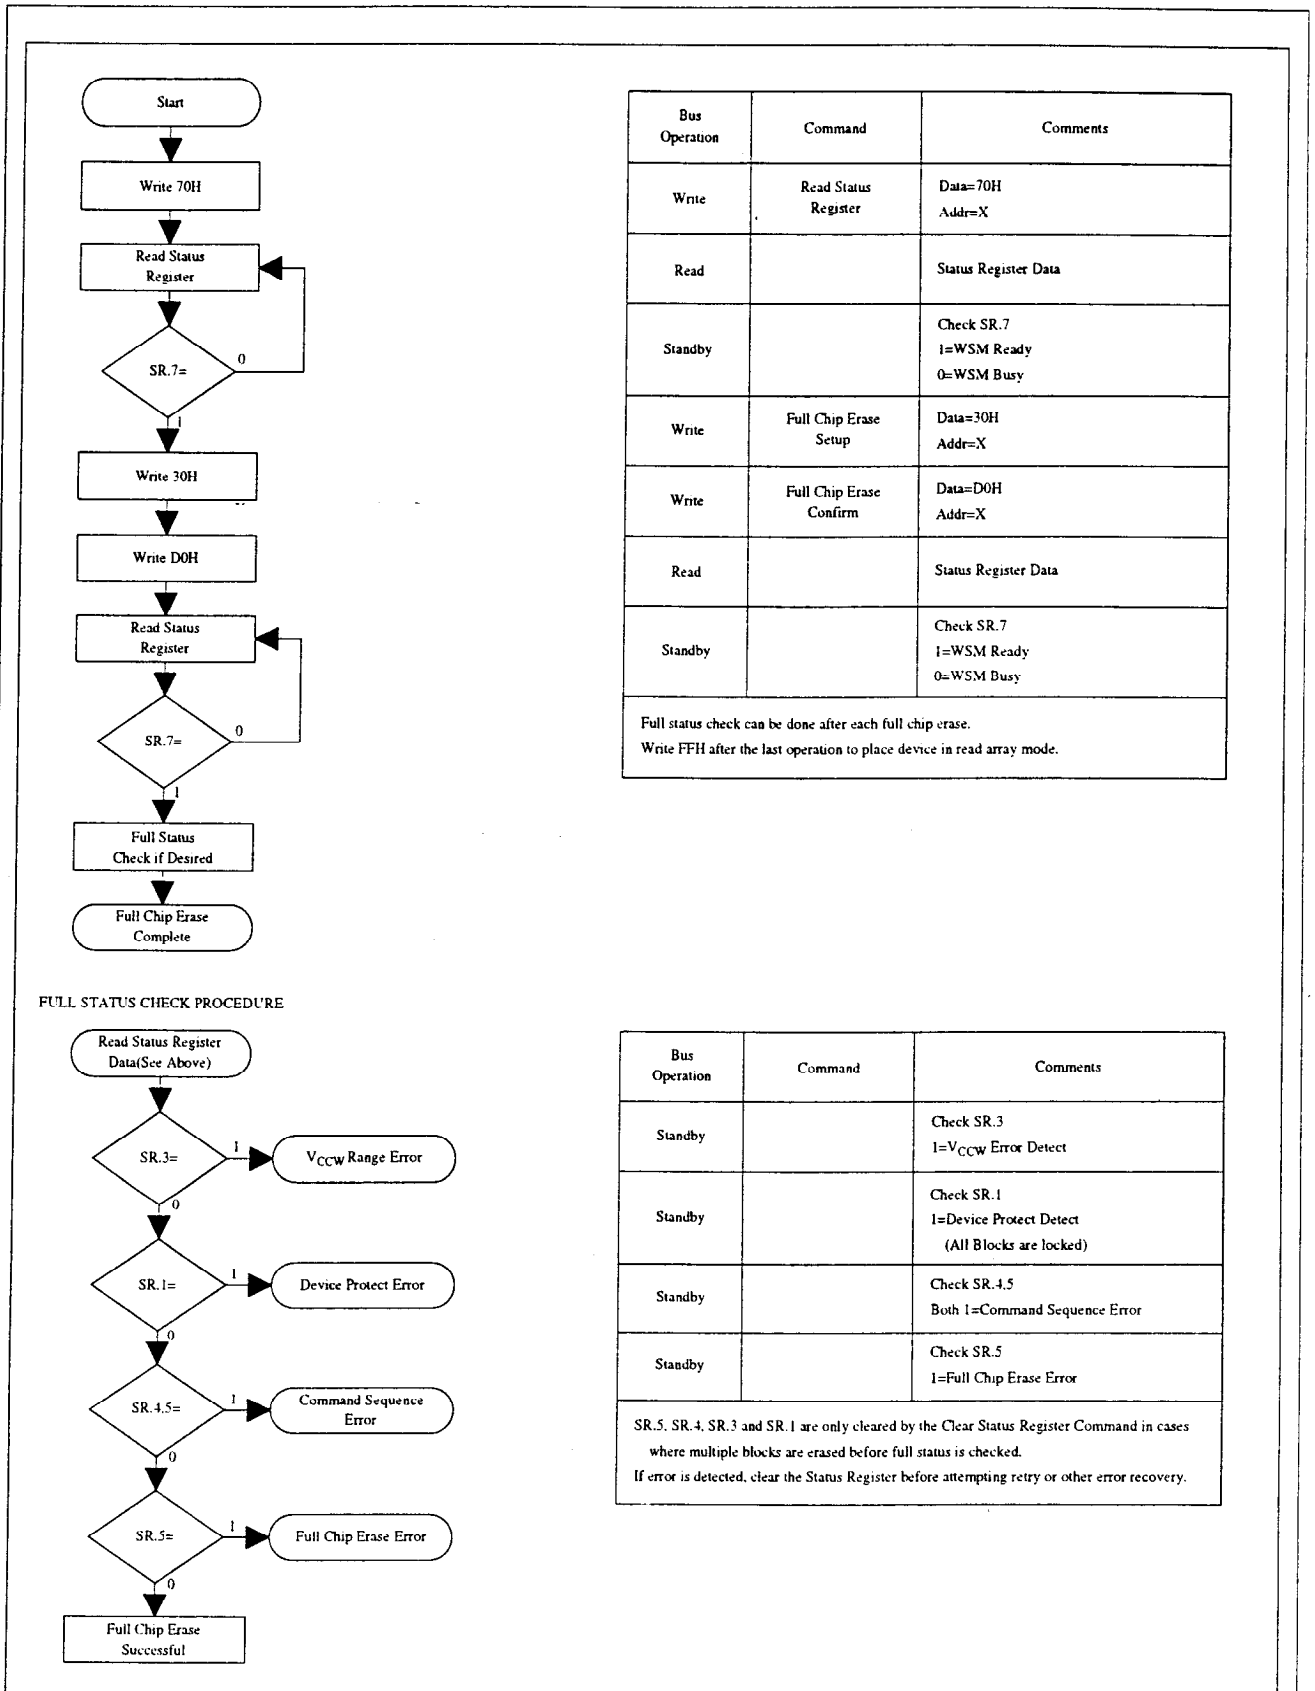 Start
Write 70H
Read Status
Register
SR.7=
0
1
Write 30H
Write D0H
Read Status
Register
SR.7=
0
1
Full Status
Check if Desired
Full Chip Erase
Complete
Bus
Operation
Command
Comments
Write
Read Status
Register
Data=70H
Addr=X
Read
Status Register Data
Standby
Check SR.7
1=WSM Ready
0=WSM Busy
Write
Full Chip Erase
Setup
Data=30H
Addr=X
Write
Full Chip Erase
Confirm
Data=D0H
Addr=X
Read
Status Register Data
Standby
Check SR.7
1=WSM Ready
0=WSM Busy
Full status check can be done after each full chip erase.
Write FFH after the last operation to place device in read array mode.
FULL STATUS CHECK PROCEDURE
Read Status Register
Data(See Above)
SR.3=
1
VCCW Range Error
0
SR.1=
1
Device Protect Error
0
SR.4,5=
1
Command Sequence
Error
0
SR.5=
1
Full Chip Erase Error
0
Full Chip Erase
Successful
Bus
Operation
Command
Comments
Standby
Check SR.3
1=VCCW Error Detect
Standby
Check SR.1
1=Device Protect Detect
(All Blocks are locked)
Standby
Check SR.4,5
Both 1=Command Sequence Error
Standby
Check SR.5
1=Full Chip Erase Error
SR.5, SR.4, SR.3 and SR.1 are only cleared by the Clear Status Register Command in cases
where multiple blocks are erased before full status is checked.
If error is detected, clear the Status Register before attempting retry or other error recovery.